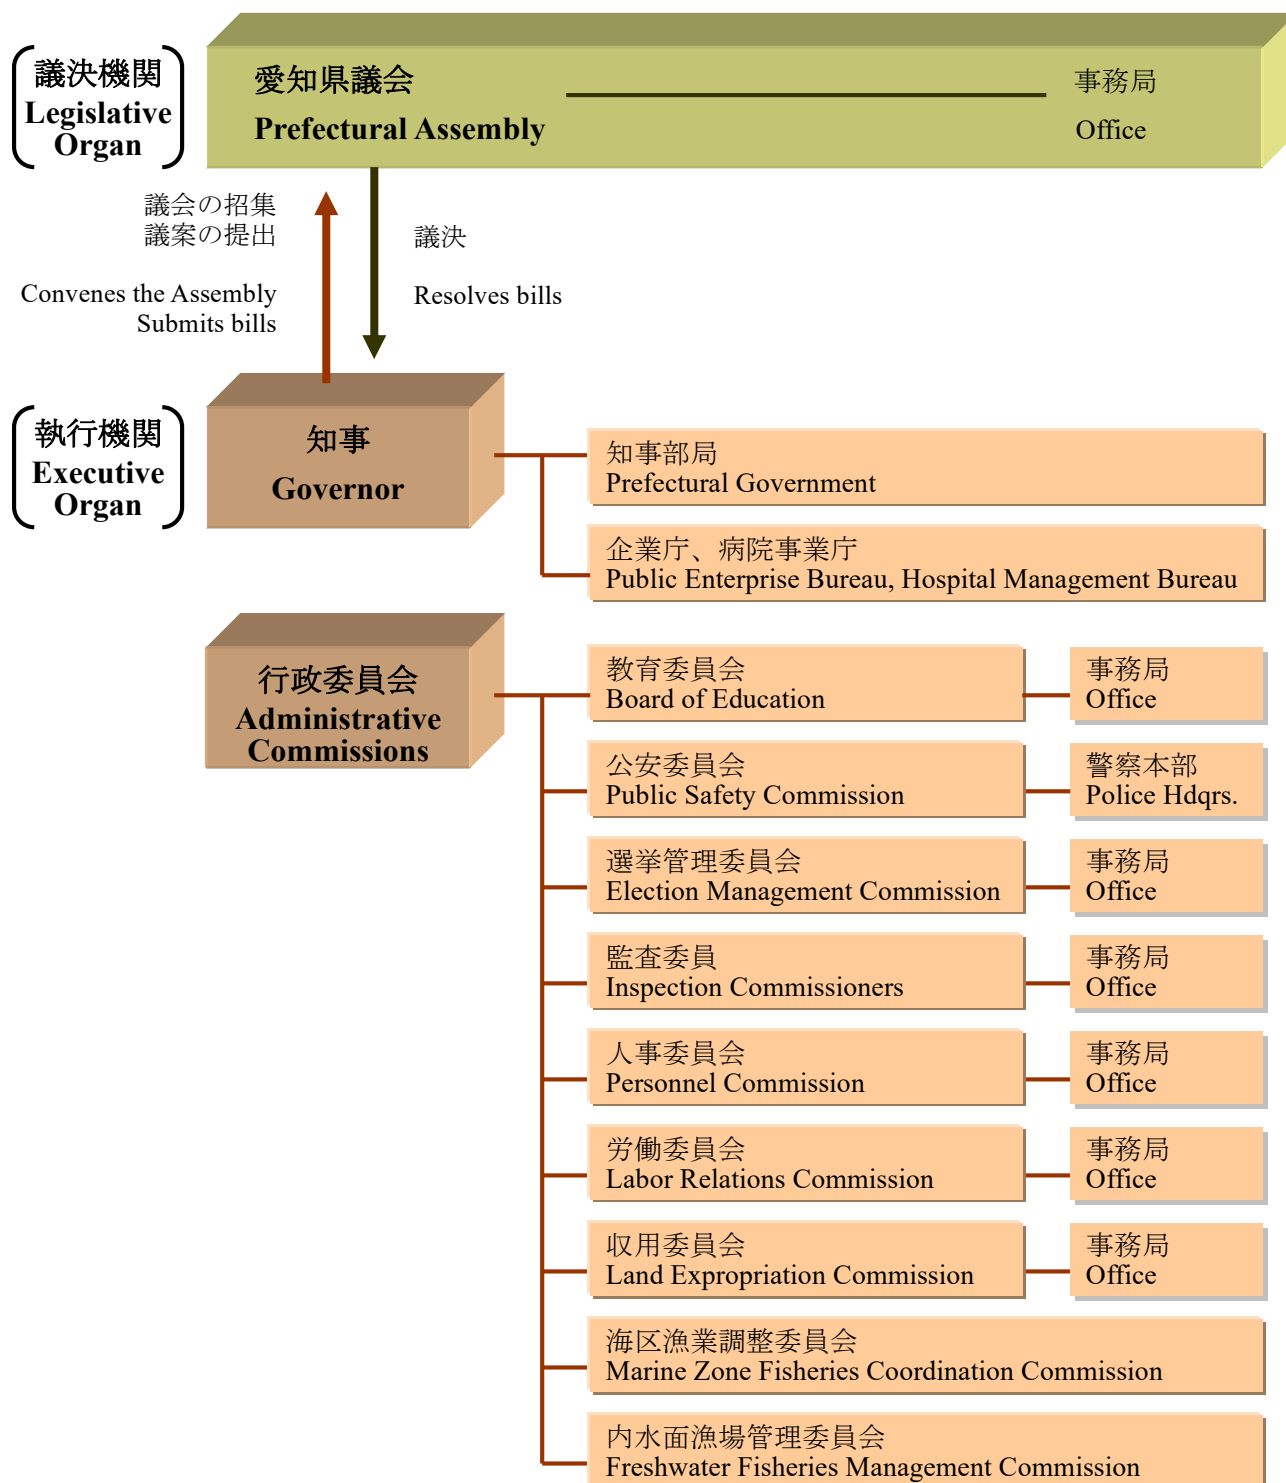 議決機関
Legislative
Organ
愛知県議会
Prefectural Assembly
事務局
Office
議会の招集
議案の提出
Convenes the Assembly
Submits bills
議決
Resolves bills
執行機関
Executive
Organ
知事
Governor
知事部局
Prefectural Government
企業庁、病院事業庁
Public Enterprise Bureau, Hospital Management Bureau
行政委員会
Administrative
Commissions
教育委員会
Board of Education
事務局
Office
公安委員会
Public Safety Commission
警察本部
Police Hdqrs.
選挙管理委員会
Election Management Commission
事務局
Office
監査委員
Inspection Commissioners
事務局
Office
人事委員会
Personnel Commission
事務局
Office
労働委員会
Labor Relations Commission
事務局
Office
収用委員会
Land Expropriation Commission
事務局
Office
海区漁業調整委員会
Marine Zone Fisheries Coordination Commission
内水面漁場管理委員会
Freshwater Fisheries Management Commission